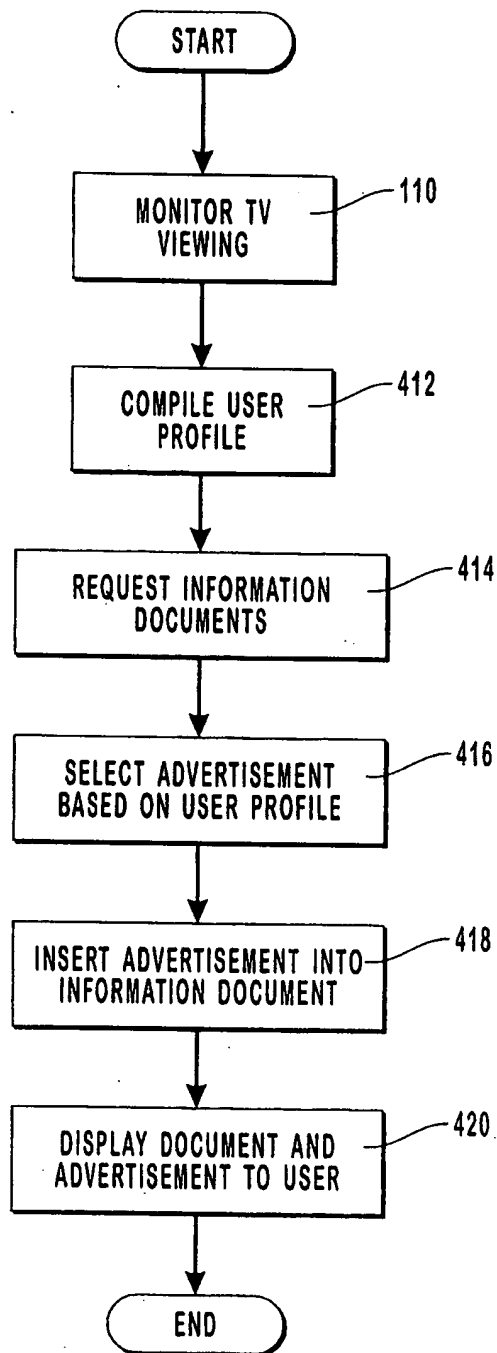 START
MONITOR TV
VIEWING
110
COMPILE USER
PROFILE
412
REQUEST INFORMATION
DOCUMENTS
414
SELECT ADVERTISEMENT
BASED ON USER PROFILE
416
INSERT ADVERTISEMENT INTO
INFORMATION DOCUMENT
418
DISPLAY DOCUMENT AND
ADVERTISEMENT TO USER
420
END